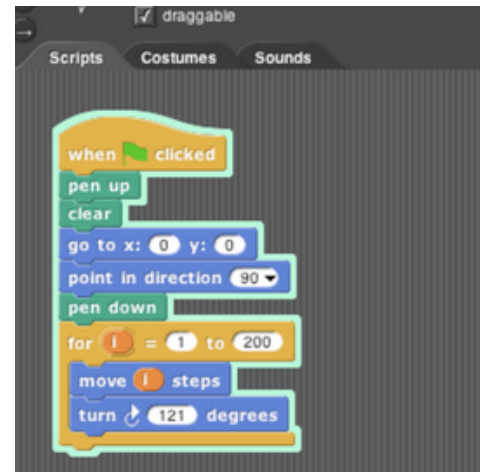 draggable
Scripts Costumes Sounds
when clicked
pen up
clear
go to x: 0 y: 0
point in direction 90
pen down
for i = 1 to 200
move i steps
turn 121 degrees